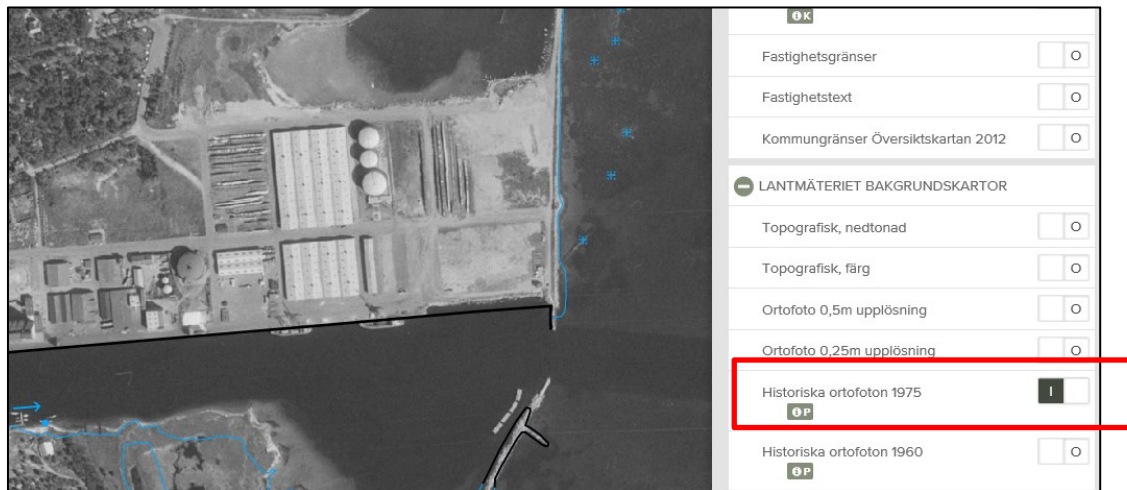 K
Fastighetsgränser
O
Fastighetstext
O
Kommungränser Översiktskartan 2012
O
LANTMÄTERIET BAKGRUNDSKARTOR
Topografisk, nedtonad
O
Topografisk, färg
O
Ortofoto 0,5m upplösning
O
Ortofoto 0,25m upplösning
O
Historiska ortofoton 1975
I
P
Historiska ortofoton 1960
O
P